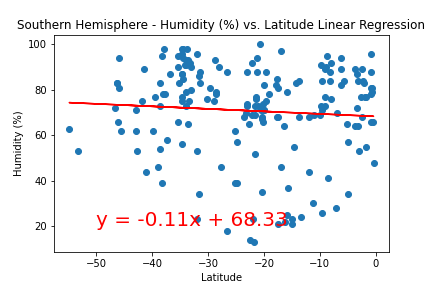 Southern Hemisphere - Humidity (%) vs. Latitude Linear Regression
Humidity (%)
100
80
60
40
20
y = -0.11x + 68.33
−50
−40
−30
−20
−10
0
Latitude